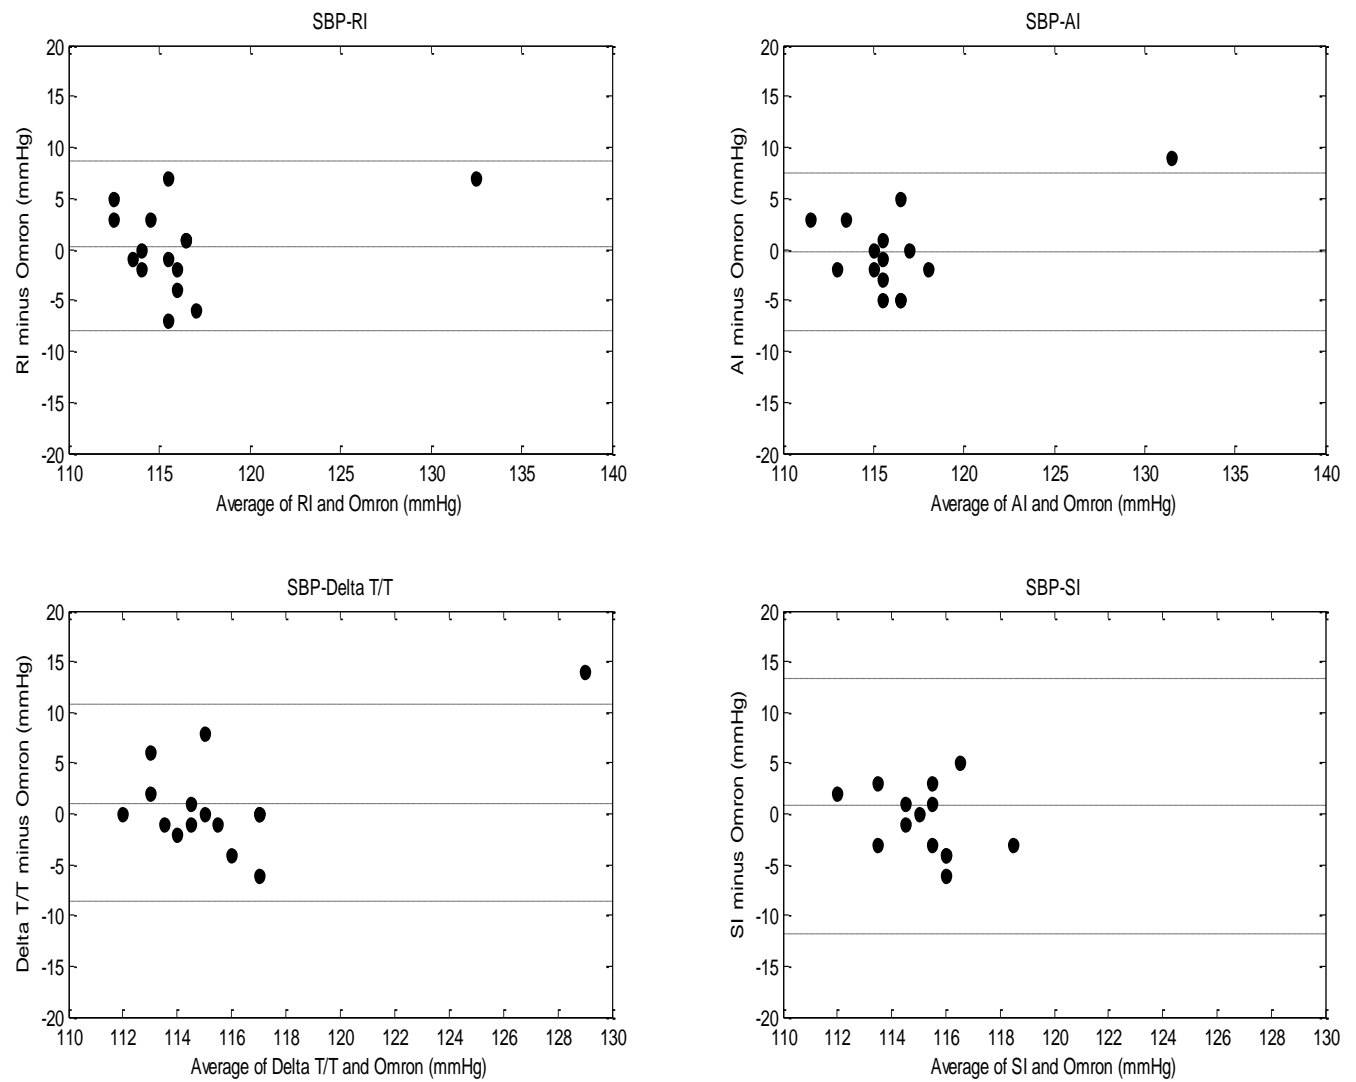 SBP-RI
20
15
10
5
0
-5
-10
-15
-20
RI minus Omron (mmHg)
110 115 120 125 130 135 140
Average of RI and Omron (mmHg)
SBP-AI
20
15
10
5
0
-5
-10
-15
-20
AI minus Omron (mmHg)
110 115 120 125 130 135 140
Average of AI and Omron (mmHg)
SBP-Delta T/T
20
15
10
5
0
-5
-10
-15
-20
Delta T/T minus Omron (mmHg)
110 112 114 116 118 120 122 124 126 128 130
Average of Delta T/T and Omron (mmHg)
SBP-SI
20
15
10
5
0
-5
-10
-15
-20
SI minus Omron (mmHg)
110 112 114 116 118 120 122 124 126 128 130
Average of SI and Omron (mmHg)